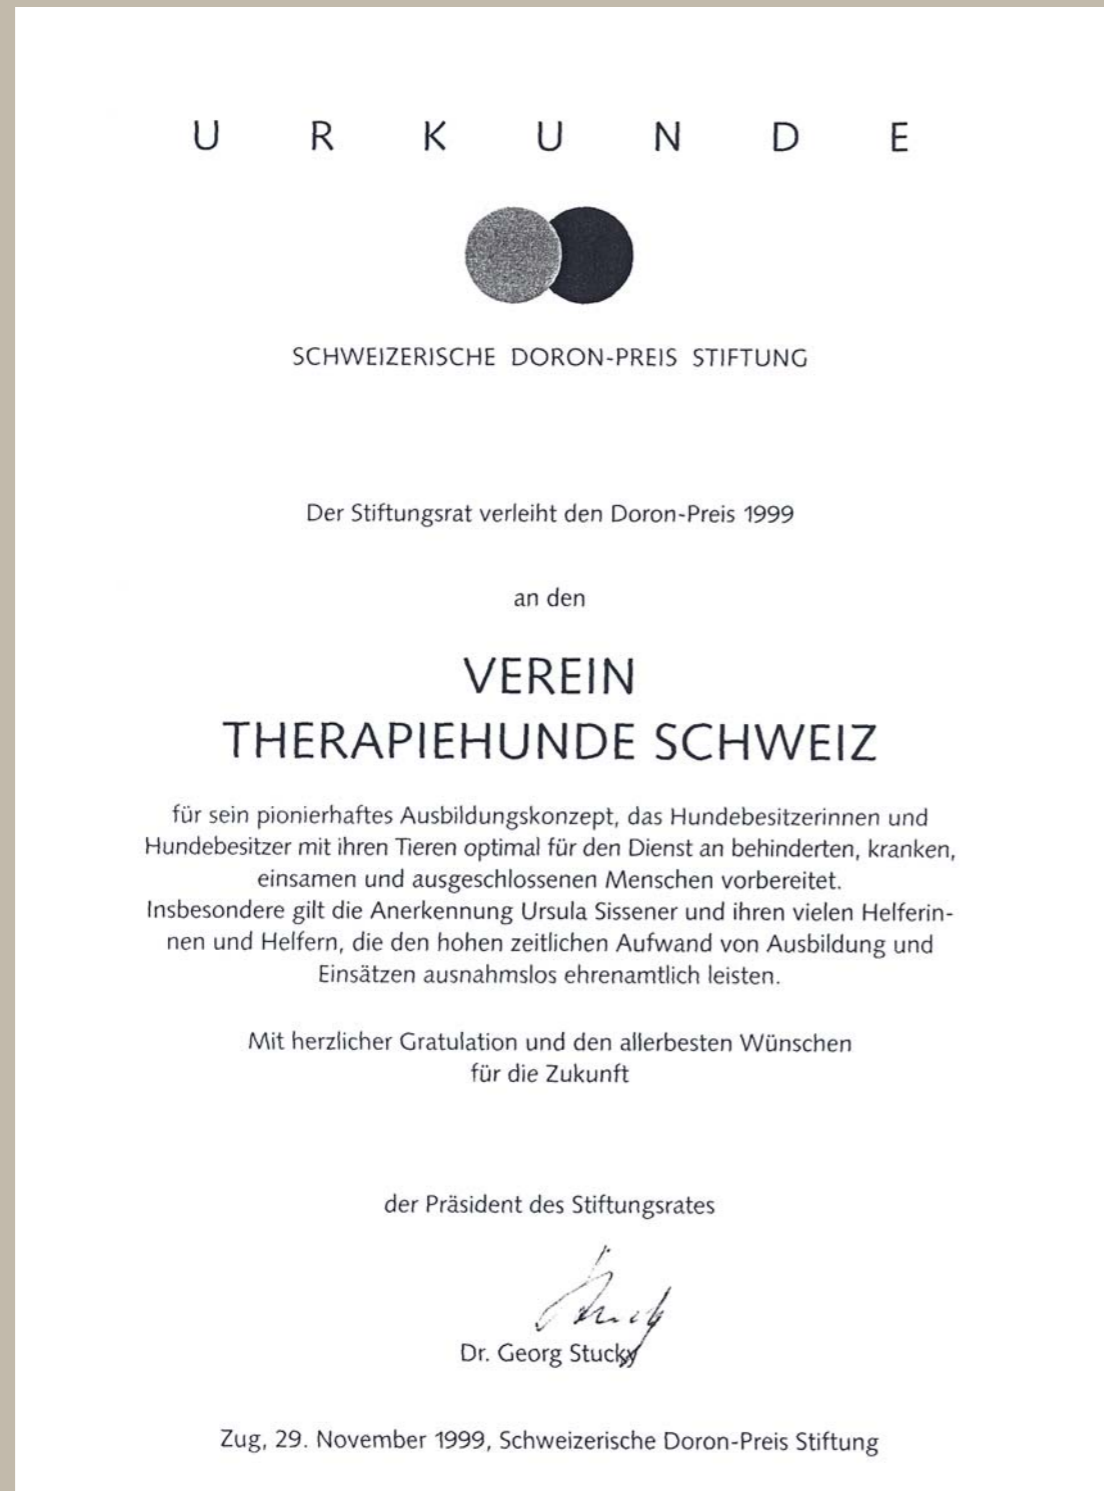 URKUNDE
SCHWEIZERISCHE DORON-PREIS STIFTUNG
Der Stiftungsrat verleiht den Doron-Preis 1999
an den
VEREIN
THERAPIEHUNDE SCHWEIZ
für sein pionierhaftes Ausbildungskonzept, das Hundebesitzerinnen und
Hundebesitzer mit ihren Tieren optimal für den Dienst an behinderten, kranken,
einsamen und ausgeschlossenen Menschen vorbereitet.
Insbesondere gilt die Anerkennung Ursula Sissener und ihren vielen Helferin-
nen und Helfern, die den hohen zeitlichen Aufwand von Ausbildung und
Einsätzen ausnahmslos ehrenamtlich leisten.
Mit herzlicher Gratulation und den allerbesten Wünschen
für die Zukunft
der Präsident des Stiftungsrates
Dr. Georg Stucky
Zug, 29. November 1999, Schweizerische Doron-Preis Stiftung